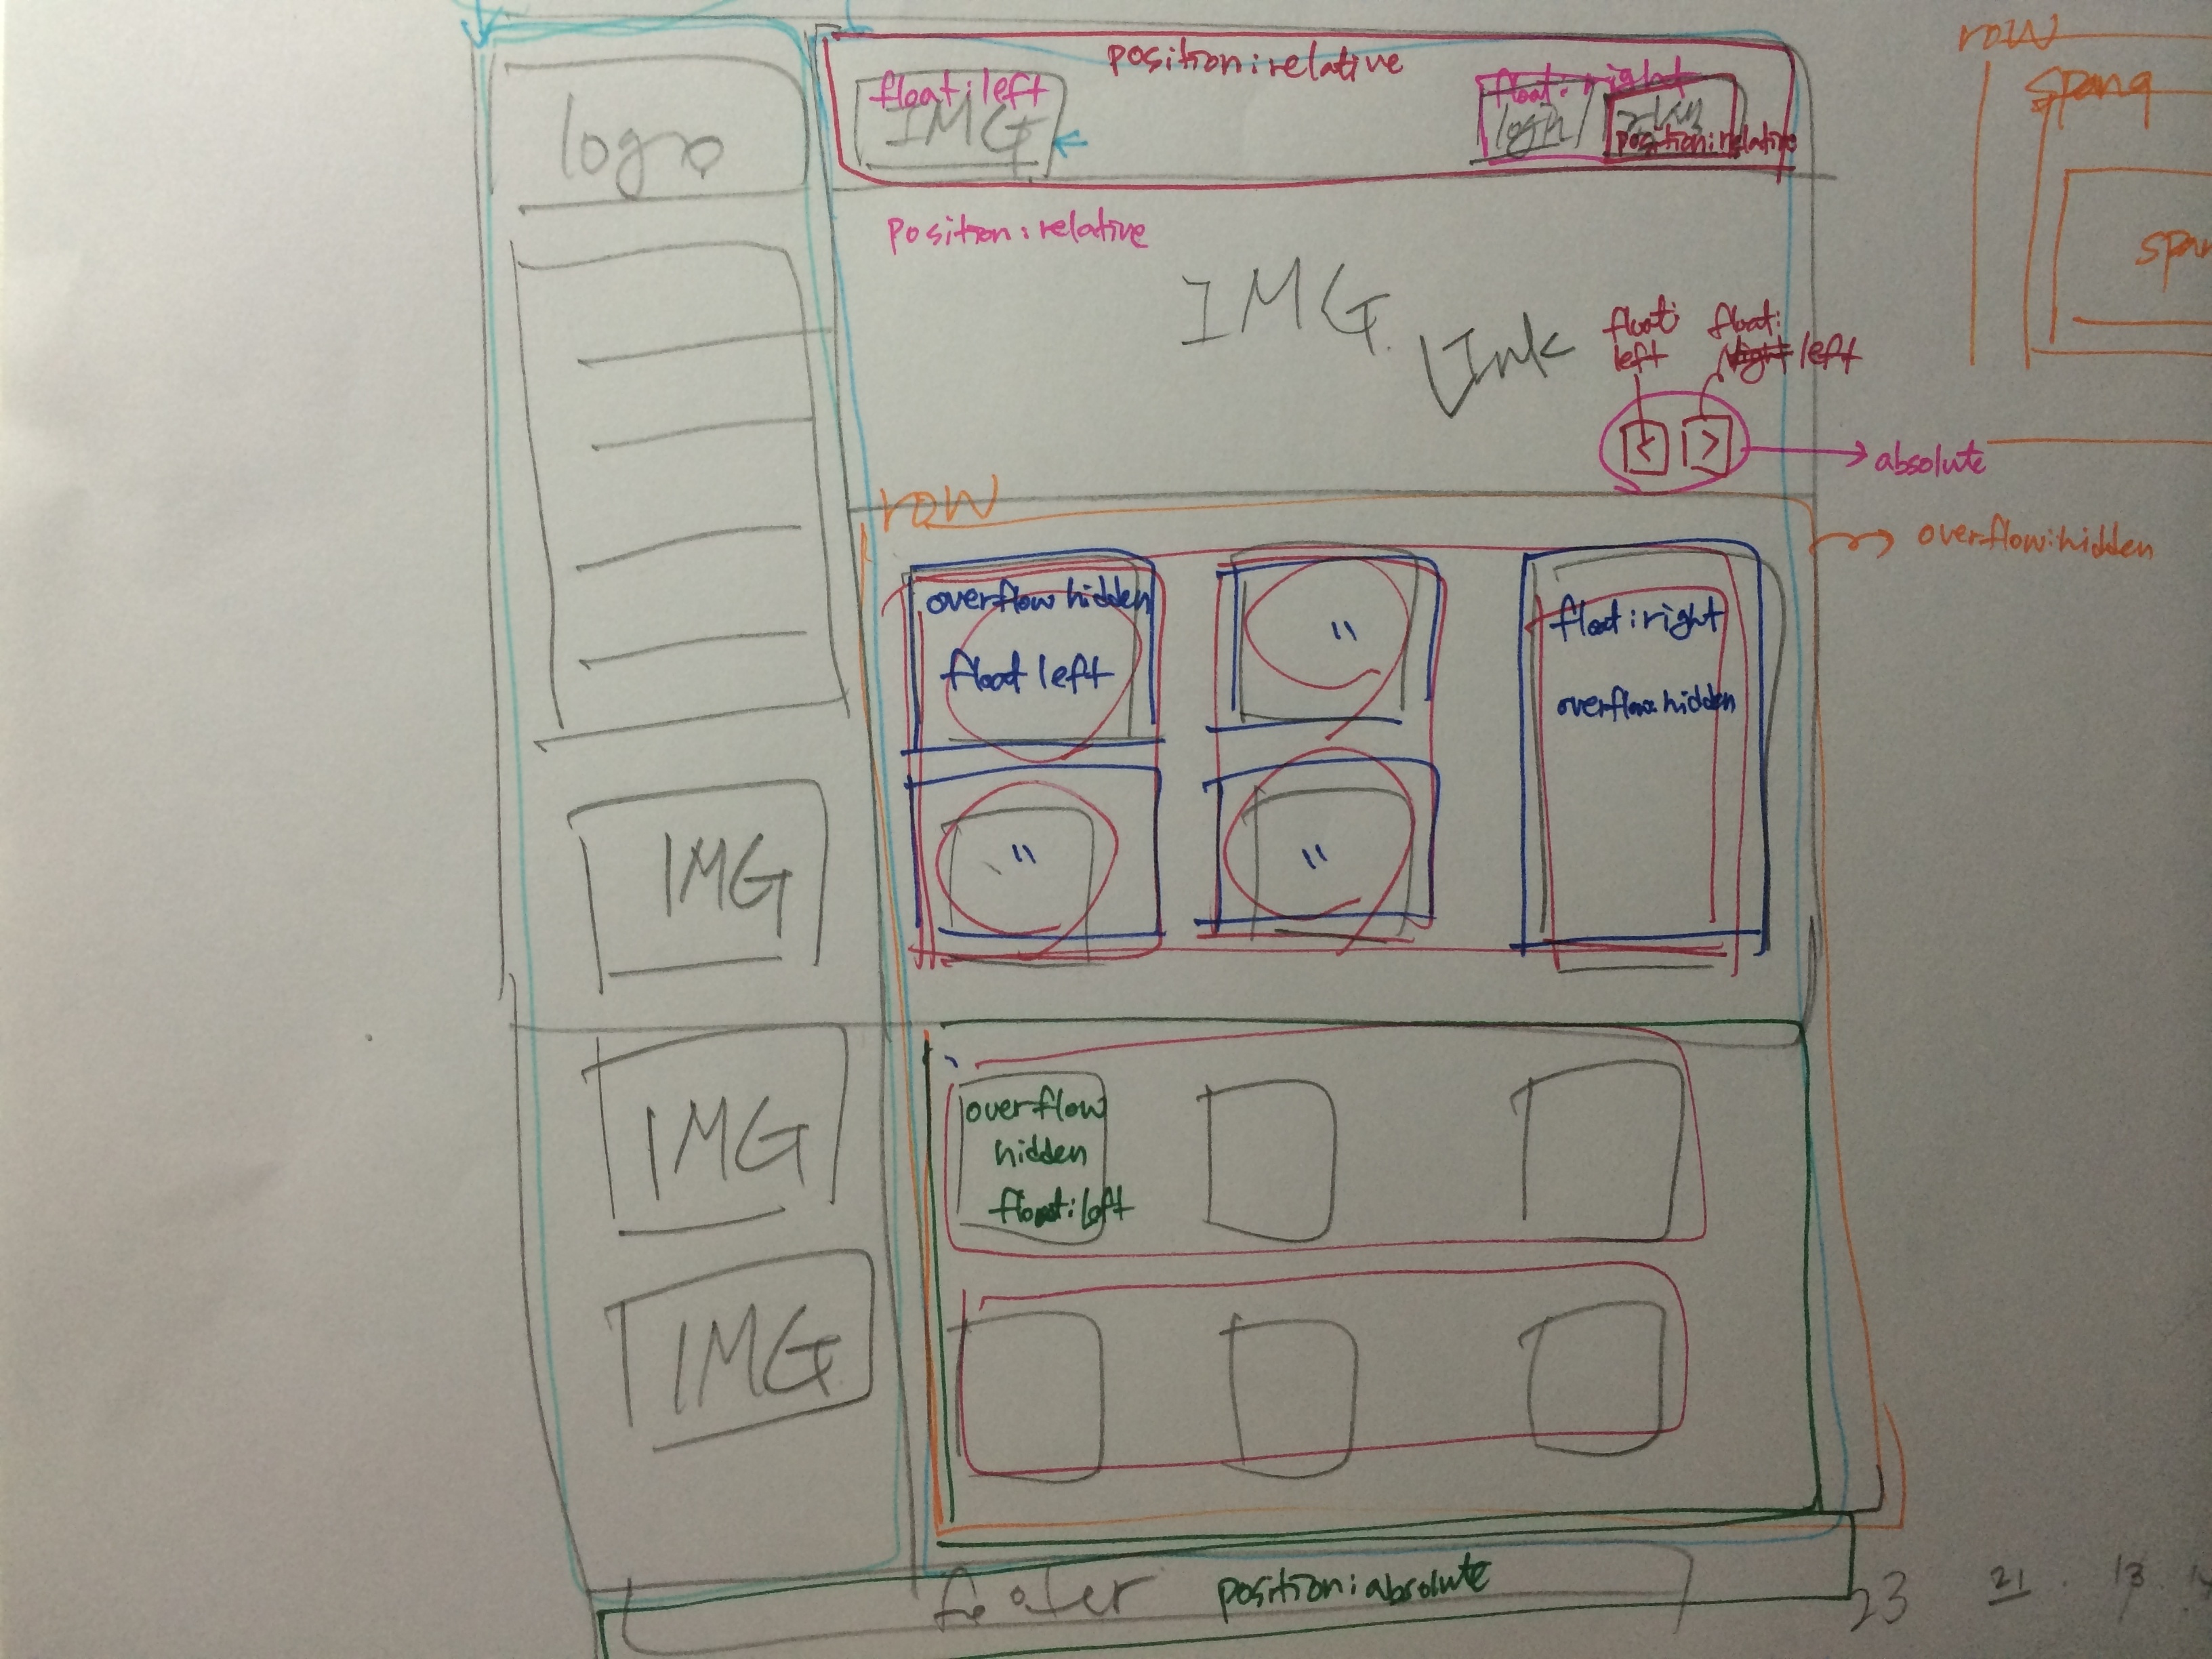 row
span9
position:relative
float:left
float:right
logo
IMG
login
position:relative
position:relative
IMG
Link
float:
left
float:
left
absolute
row
overflow:hidden
overflow hidden
float left
"
float:right
overflow:hidden
"
"
IMG
IMG
overflow
hidden
float:left
IMG
footer
position:absolute
23
21
13